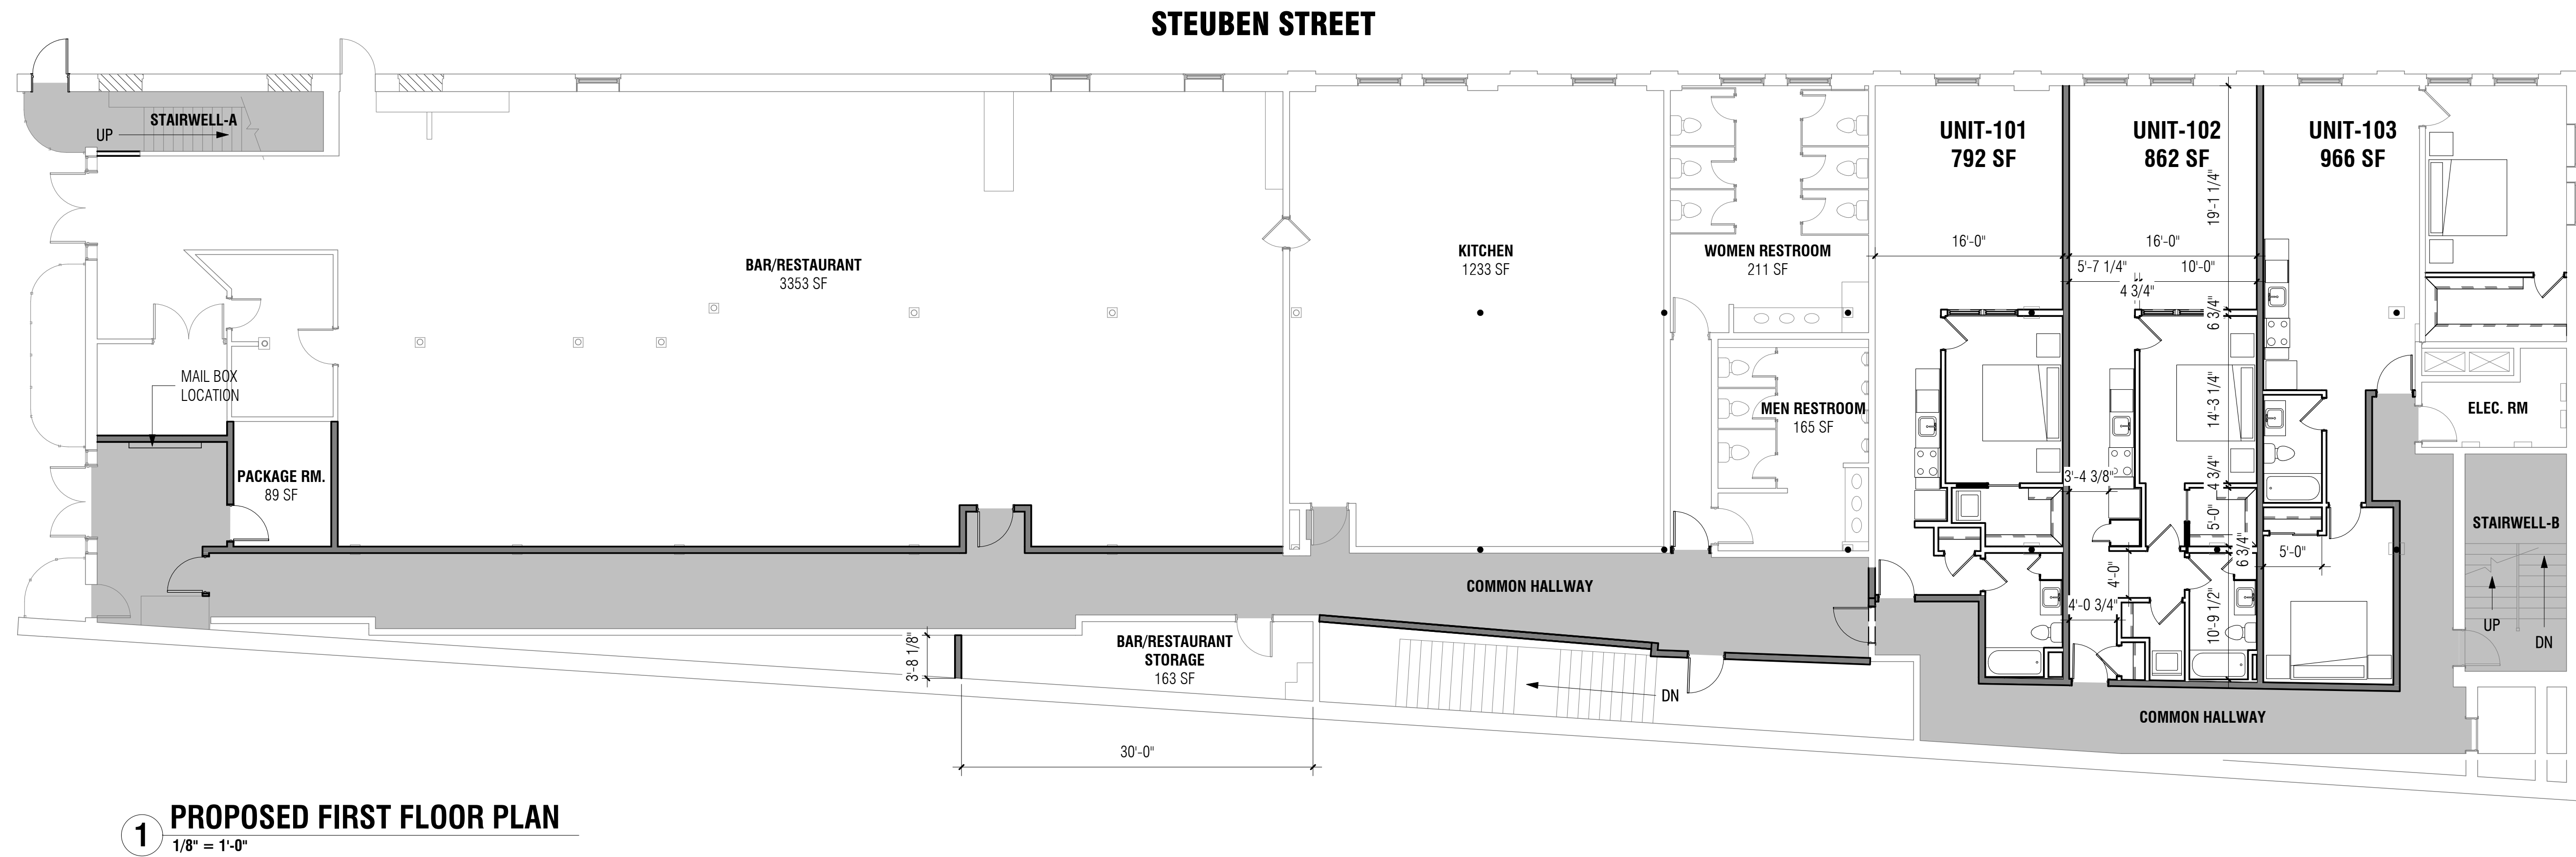 STEUBEN STREET
STAIRWELL-A
UP
UNIT-101
792 SF
UNIT-102
862 SF
UNIT-103
966 SF
19'-1 1/4"
BAR/RESTAURANT
3353 SF
KITCHEN
1233 SF
WOMEN RESTROOM
211 SF
16'-0"
16'-0"
5'-7 1/4"
10'-0"
4 3/4"
6 3/4"
MAIL BOX
LOCATION
MEN RESTROOM
165 SF
14'-3 1/4"
ELEC. RM
PACKAGE RM.
89 SF
3'-4 3/8"
4 3/4"
5'-0"
6 3/4"
5'-0"
STAIRWELL-B
COMMON HALLWAY
4'-0"
4'-0 3/4"
10'-9 1/2"
UP
DN
3'-8 1/8"
BAR/RESTAURANT
STORAGE
163 SF
DN
COMMON HALLWAY
30'-0"
1
PROPOSED FIRST FLOOR PLAN
1/8" = 1'-0"